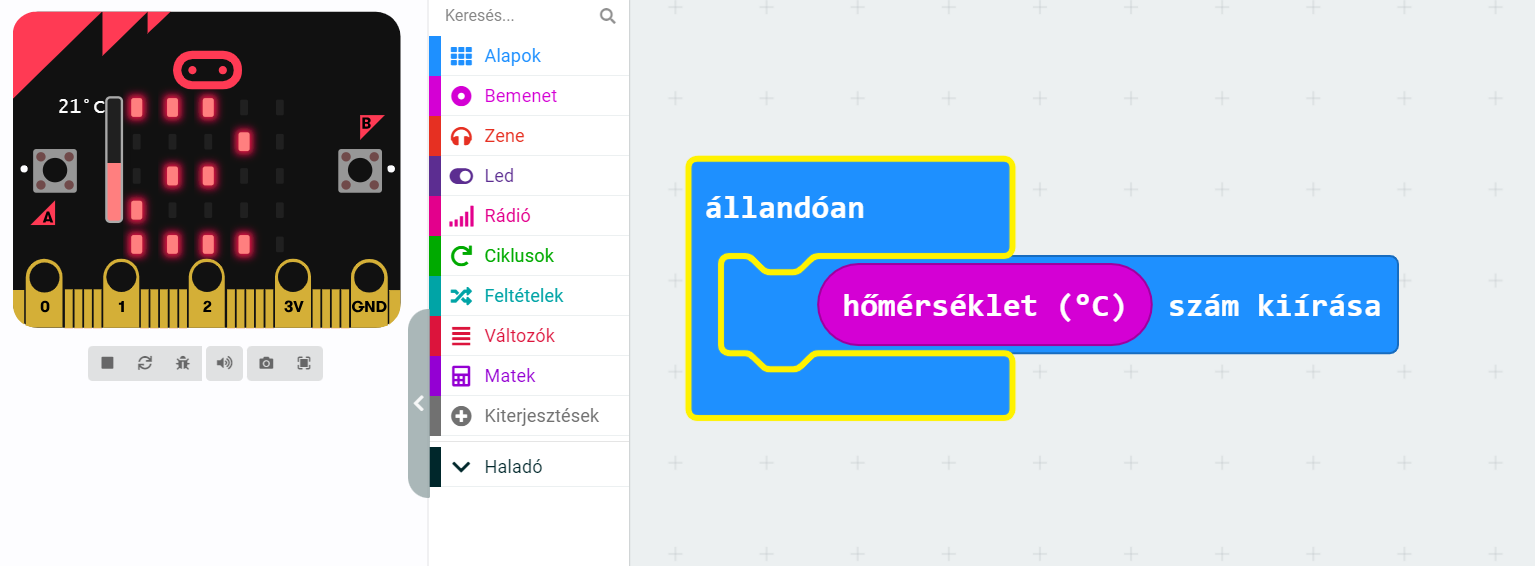 21°C
B
A
0 1 2 3V GND
Keresés...
Alapok
Bemenet
Zene
Led
Rádió
Ciklusok
Feltételek
Változók
Matek
Kiterjesztések
Haladó
állandóan
hőmérséklet (°C) szám kiírása